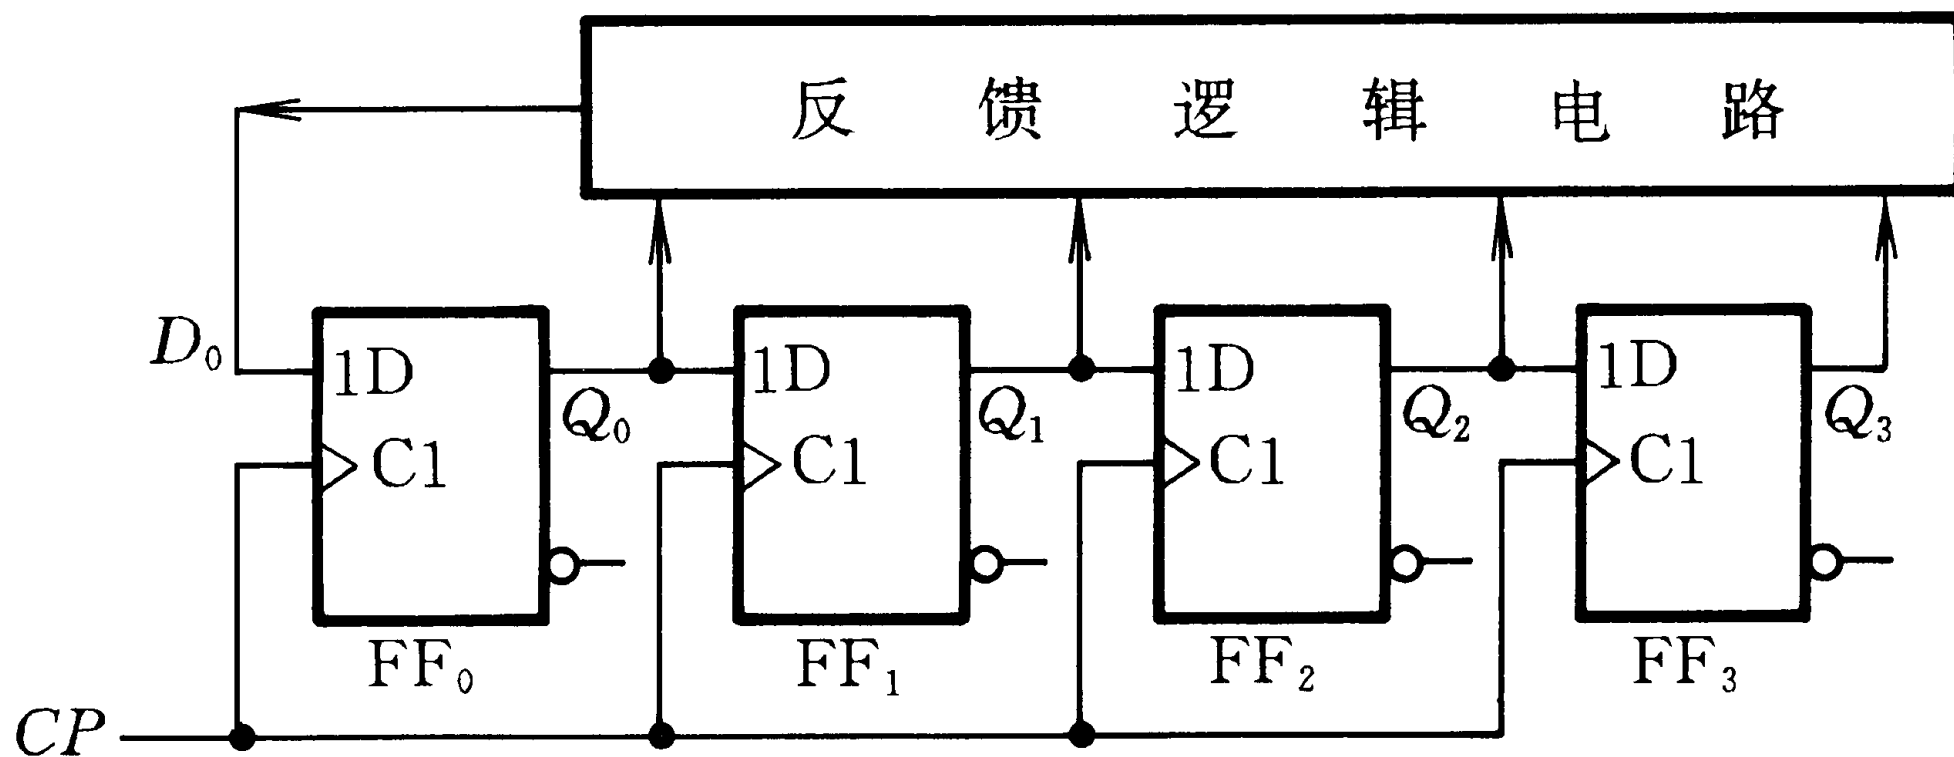 反馈逻辑电路
D₀ 1D 1D 1D 1D
Q₀ Q₁ Q₂ Q₃
C1 C1 C1 C1
FF₀ FF₁ FF₂ FF₃
CP